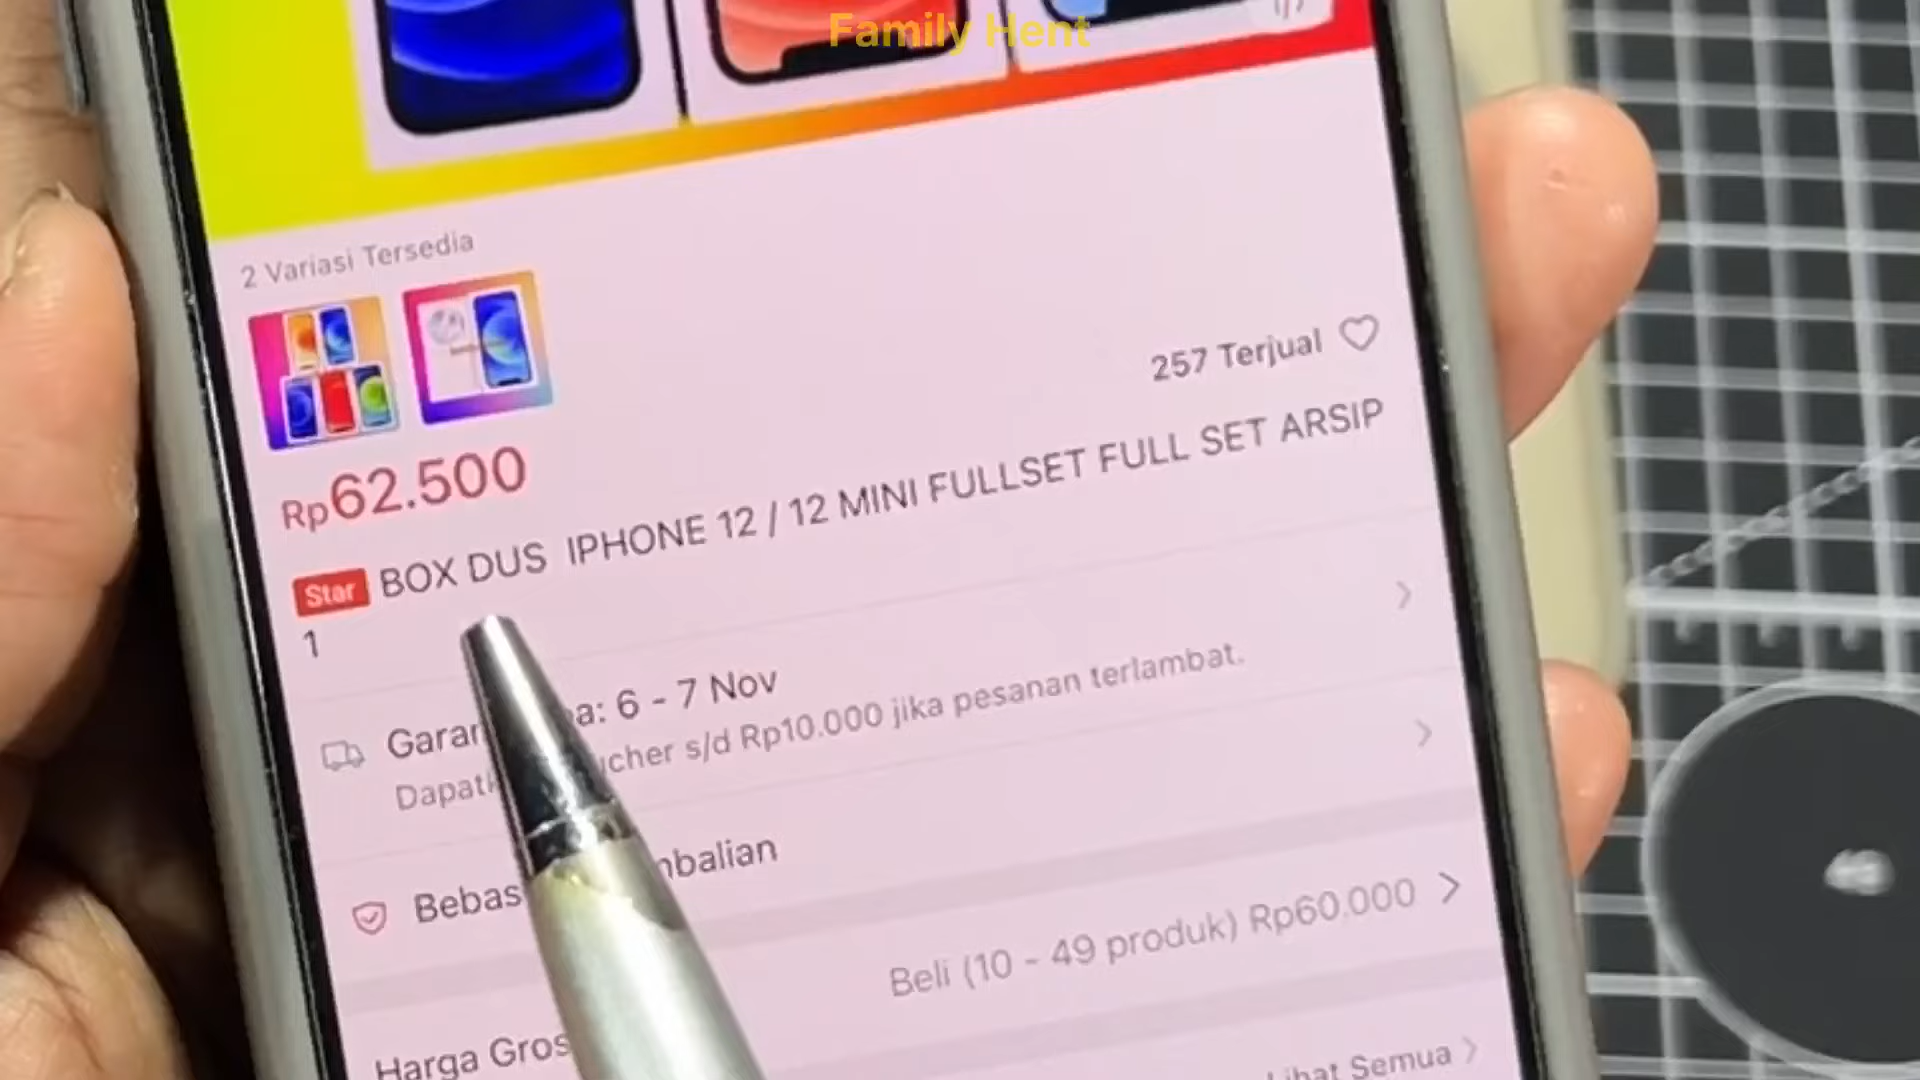 Family Hent
2 Variasi Tersedia
257 Terjual
Rp62.500
Star BOX DUS IPHONE 12 / 12 MINI FULLSET FULL SET ARSIP
1
Garan a: 6 - 7 Nov
Dapatk ucher s/d Rp10.000 jika pesanan terlambat.
Bebas mbalian
Beli (10 - 49 produk) Rp60.000
Harga Gros
Lihat Semua